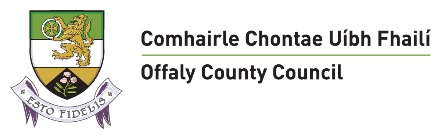 Comhairle Chontae Uíbh Fhailí
Offaly County Council
ESTO FIDELIS